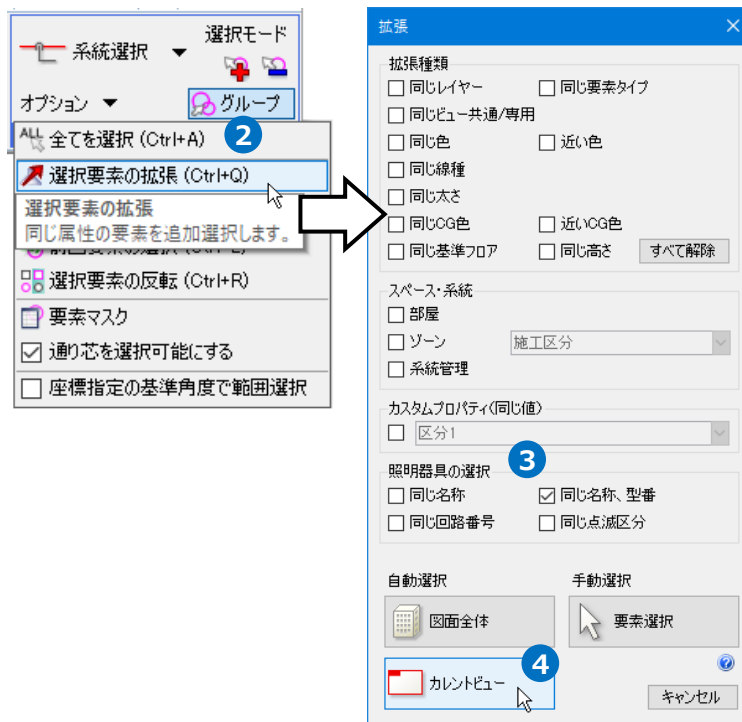 系統選択 ▼
選択モード
オプション ▼
グループ
2
ALL 全てを選択 (Ctrl+A)
選択要素の拡張 (Ctrl+Q)
選択要素の拡張
同じ属性の要素を追加選択します。
選択要素の反転 (Ctrl+R)
要素マスク
通り芯を選択可能にする
座標指定の基準角度で範囲選択
拡張
拡張種類
同じレイヤー 同じ要素タイプ
同じビュー共通/専用
同じ色 近い色
同じ線種
同じ太さ
同じCG色 近いCG色
同じ基準フロア 同じ高さ すべて解除
スペース・系統
部屋
ゾーン 施工区分
系統管理
カスタムプロパティ(同じ値)
区分1
3
照明器具の選択
同じ名称 同じ名称、型番
同じ回路番号 同じ点滅区分
自動選択 手動選択
図面全体 要素選択
4
カレントビュー
キャンセル